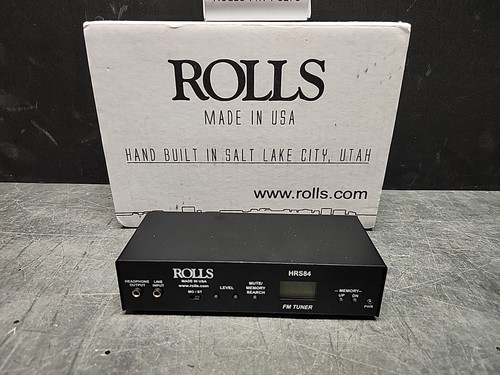 ROLLS
MADE IN USA
HAND BUILT IN SALT LAKE CITY, UTAH
www.rolls.com
ROLLS
MADE IN USA
www.rolls.com
MO / ST
HEADPHONE
OUTPUT
LINE
INPUT
LEVEL
MUTE/
MEMORY
SEARCH
HRS84
FM TUNER
MEMORY
UP DN
PWR